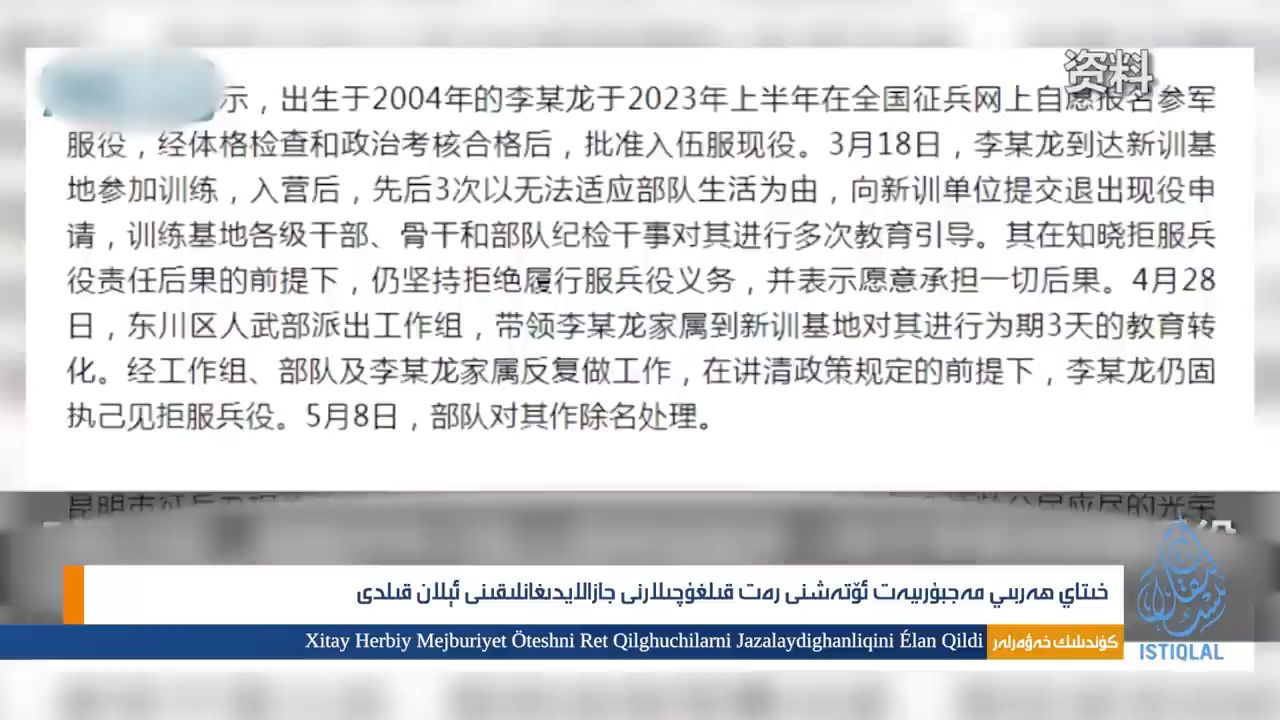 资料
示，出生于2004年的李某龙于2023年上半年在全国征兵网上自愿报名参军
服役，经体格检查和政治考核合格后，批准入伍服现役。3月18日，李某龙到达新训基
地参加训练，入营后，先后3次以无法适应部队生活为由，向新训单位提交退出现役申
请，训练基地各级干部、骨干和部队纪检干事对其进行多次教育引导。其在知晓拒服兵
役责任后果的前提下，仍坚持拒绝履行服兵役义务，并表示愿意承担一切后果。4月28
日，东川区人武部派出工作组，带领李某龙家属到新训基地对其进行为期3天的教育转
化。经工作组、部队及李某龙家属反复做工作，在讲清政策规定的前提下，李某龙仍固
执己见拒服兵役。5月8日，部队对其作除名处理。
خىتاي ھەربىي مەجبۇرىيەت ئۆتەشنى رەت قىلغۇچىلارنى جازالايدىغانلىقىنى ئېلان قىلدى
Xitay Herbiy Mejburiyet Öteshni Ret Qilghuchilarni Jazalaydighanliqini Élan Qildi
كۈندىلىك خەۋەرلەر
ISTIQLAL